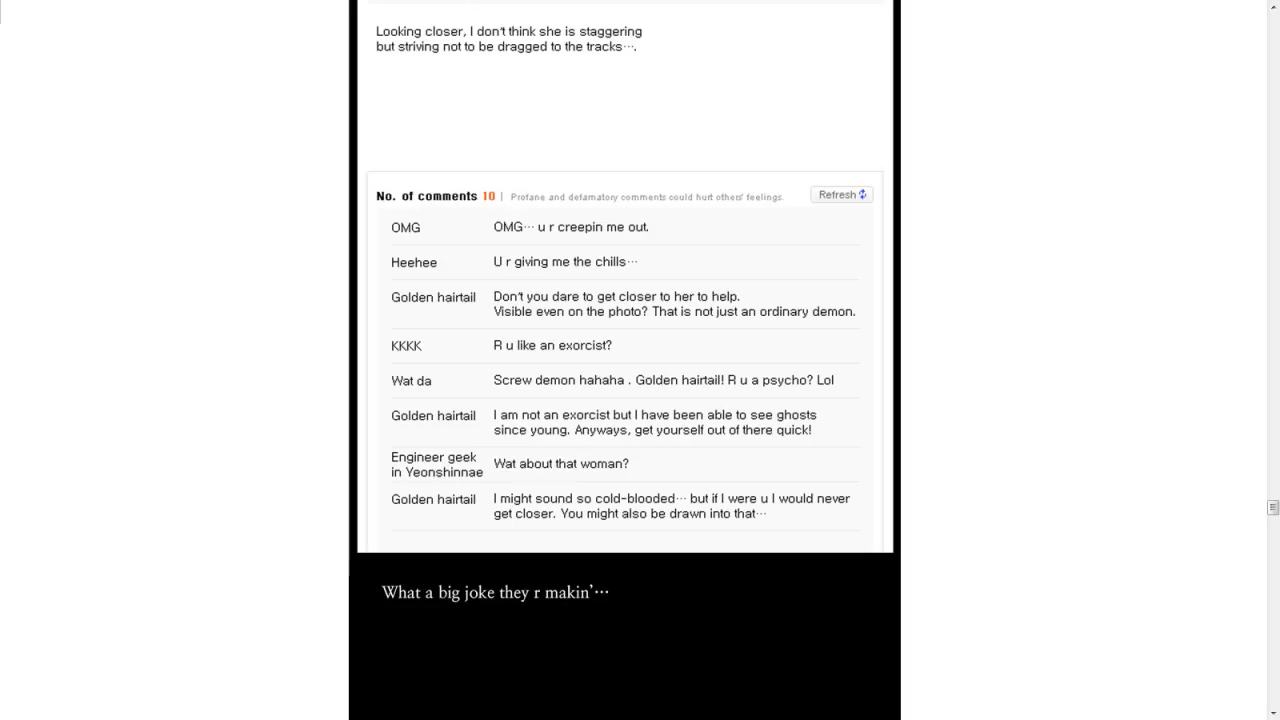 Looking closer, I don't think she is staggering
but striving not to be dragged to the tracks….
No. of comments 10 | Profane and defamatory comments could hurt others' feelings.
Refresh
OMG OMG… u r creepin me out.
Heehee U r giving me the chills…
Golden hairtail Don't you dare to get closer to her to help.
Visible even on the photo? That is not just an ordinary demon.
KKKK R u like an exorcist?
Wat da Screw demon hahaha . Golden hairtail! R u a psycho? Lol
Golden hairtail I am not an exorcist but I have been able to see ghosts
since young. Anyways, get yourself out of there quick!
Engineer geek
in Yeonshinnae Wat about that woman?
Golden hairtail I might sound so cold-blooded… but if I were u I would never
get closer. You might also be drawn into that…
What a big joke they r makin'…